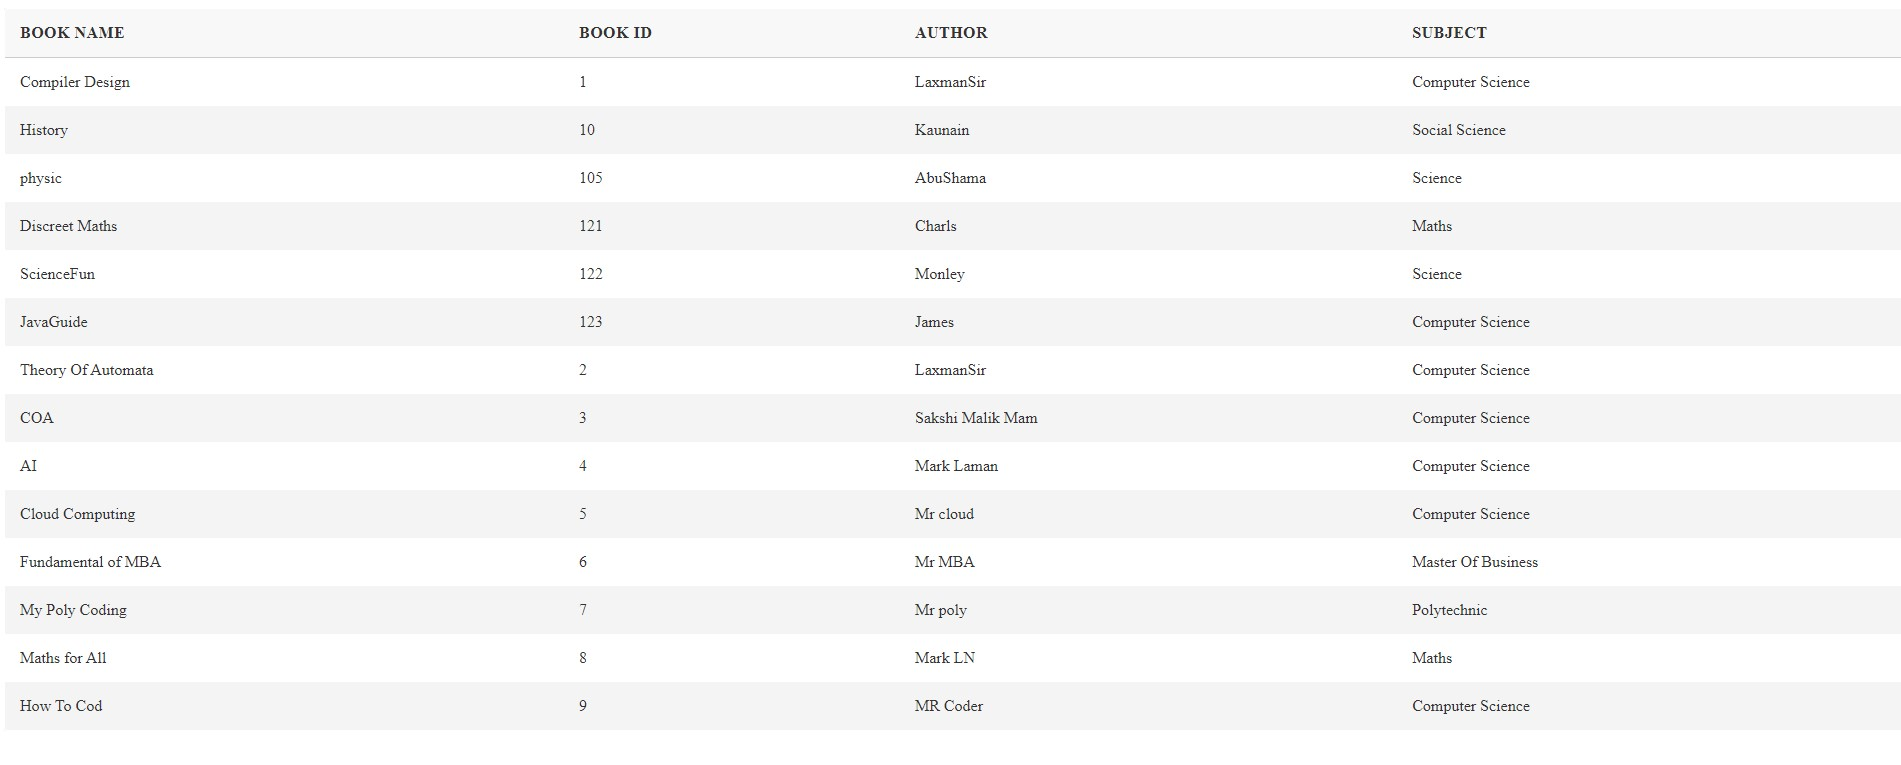 BOOK NAME BOOK ID AUTHOR SUBJECT
Compiler Design 1 LaxmanSir Computer Science
History 10 Kaunain Social Science
physic 105 AbuShama Science
Discreet Maths 121 Charls Maths
ScienceFun 122 Monley Science
JavaGuide 123 James Computer Science
Theory Of Automata 2 LaxmanSir Computer Science
COA 3 Sakshi Malik Mam Computer Science
AI 4 Mark Laman Computer Science
Cloud Computing 5 Mr cloud Computer Science
Fundamental of MBA 6 Mr MBA Master Of Business
My Poly Coding 7 Mr poly Polytechnic
Maths for All 8 Mark LN Maths
How To Cod 9 MR Coder Computer Science